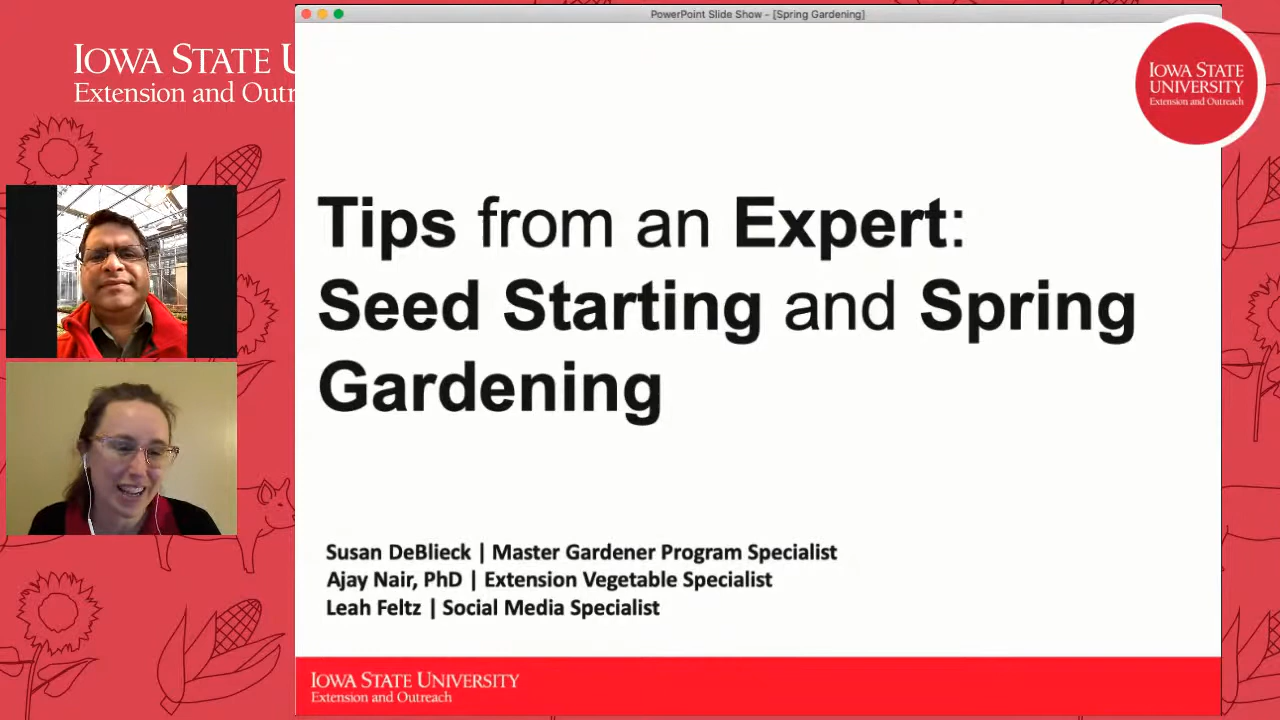 PowerPoint Slide Show - [Spring Gardening]
IOWA STATE U
Extension and Outr
IOWA STATE
UNIVERSITY
Extension and Outreach
Tips from an Expert:
Seed Starting and Spring
Gardening
Susan DeBlieck | Master Gardener Program Specialist
Ajay Nair, PhD | Extension Vegetable Specialist
Leah Feltz | Social Media Specialist
IOWA STATE UNIVERSITY
Extension and Outreach